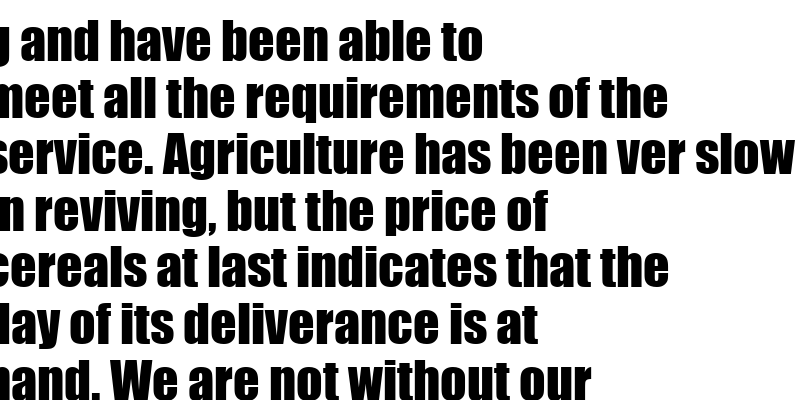 g and have been able to
meet all the requirements of the
service. Agriculture has been ver slow
in reviving, but the price of
cereals at last indicates that the
day of its deliverance is at
hand. We are not without our